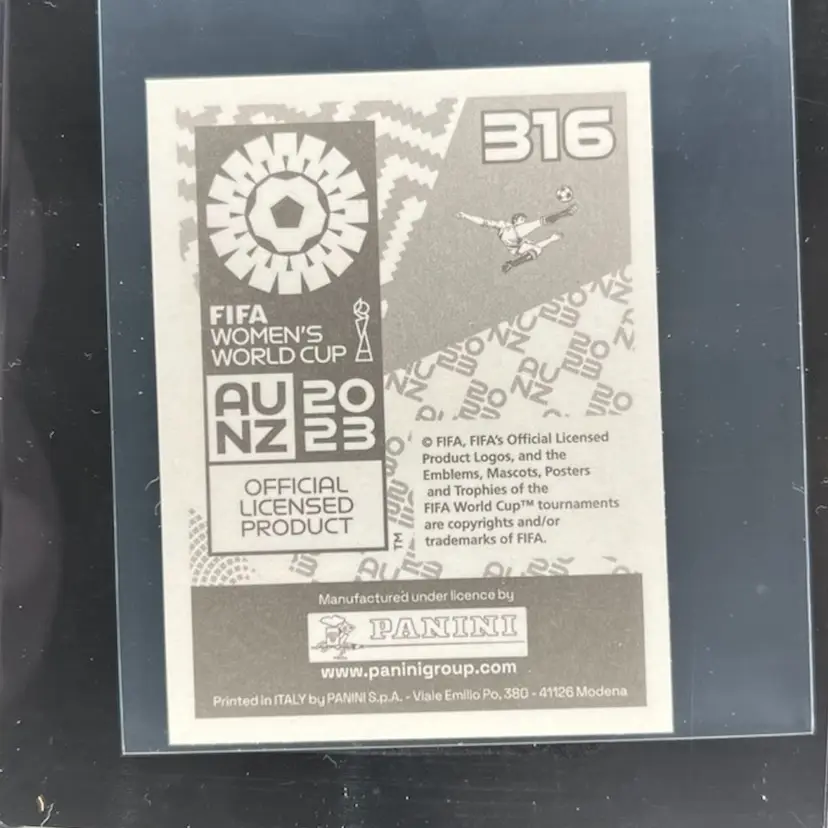 316
FIFA
WOMEN'S
WORLD CUP
AU 20
NZ 23
OFFICIAL
LICENSED
PRODUCT
TM
© FIFA, FIFA's Official Licensed
Product Logos, and the
Emblems, Mascots, Posters
and Trophies of the
FIFA World Cup™ tournaments
are copyrights and/or
trademarks of FIFA.
Manufactured under licence by
PANINI
www.paninigroup.com
Printed in ITALY by PANINI S.p.A. - Viale Emilio Po, 380 - 41126 Modena